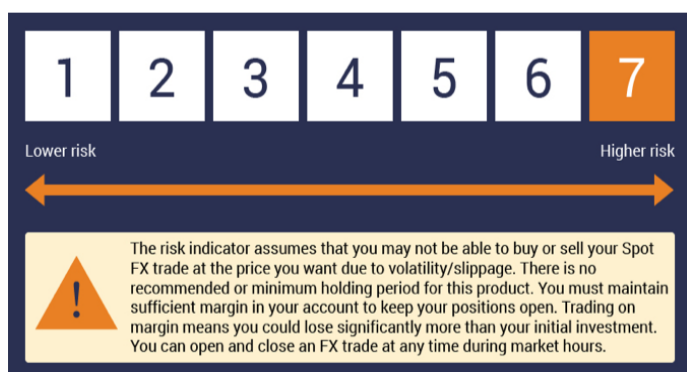 1 2 3 4 5 6 7
Lower risk Higher risk
!
The risk indicator assumes that you may not be able to buy or sell your Spot
FX trade at the price you want due to volatility/slippage. There is no
recommended or minimum holding period for this product. You must maintain
sufficient margin in your account to keep your positions open. Trading on
margin means you could lose significantly more than your initial investment.
You can open and close an FX trade at any time during market hours.